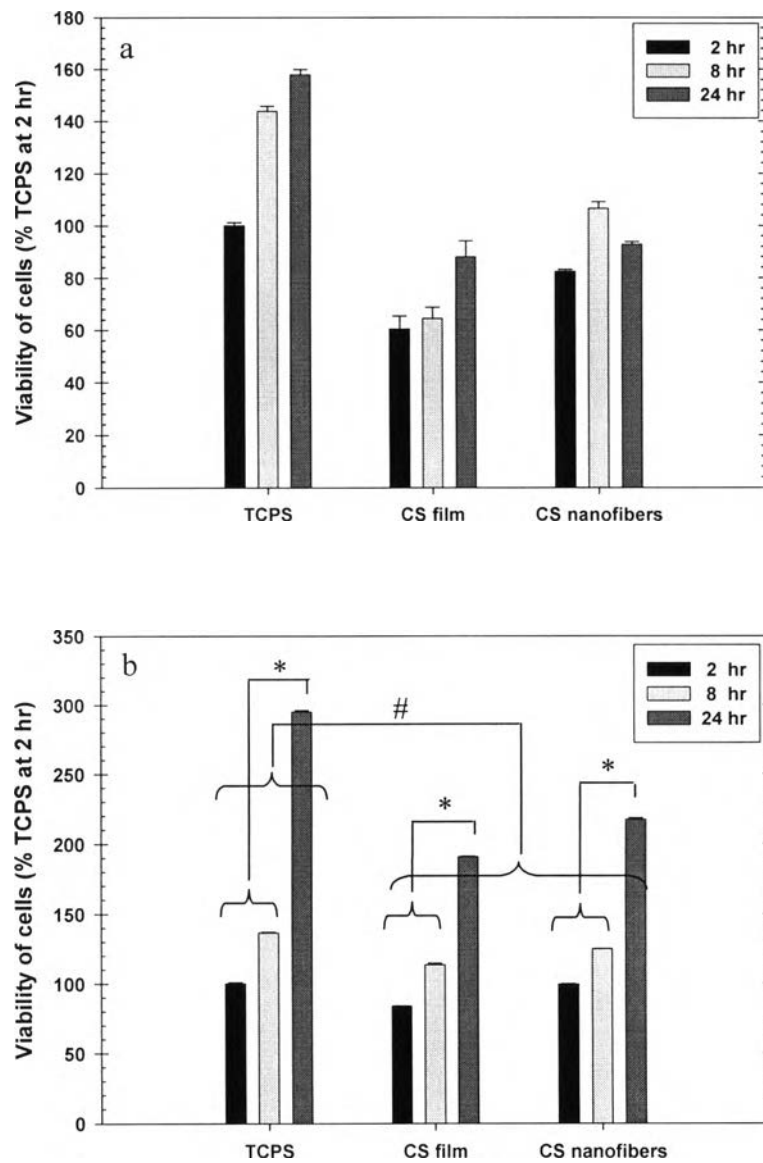 a
2 hr
8 hr
24 hr
Viability of cells (% TCPS at 2 hr)
180
160
140
120
100
80
60
40
20
0
TCPS CS film CS nanofibers
b
2 hr
8 hr
24 hr
Viability of cells (% TCPS at 2 hr)
350
300
250
200
150
100
50
0
*
#
*
*
TCPS CS film CS nanofibers